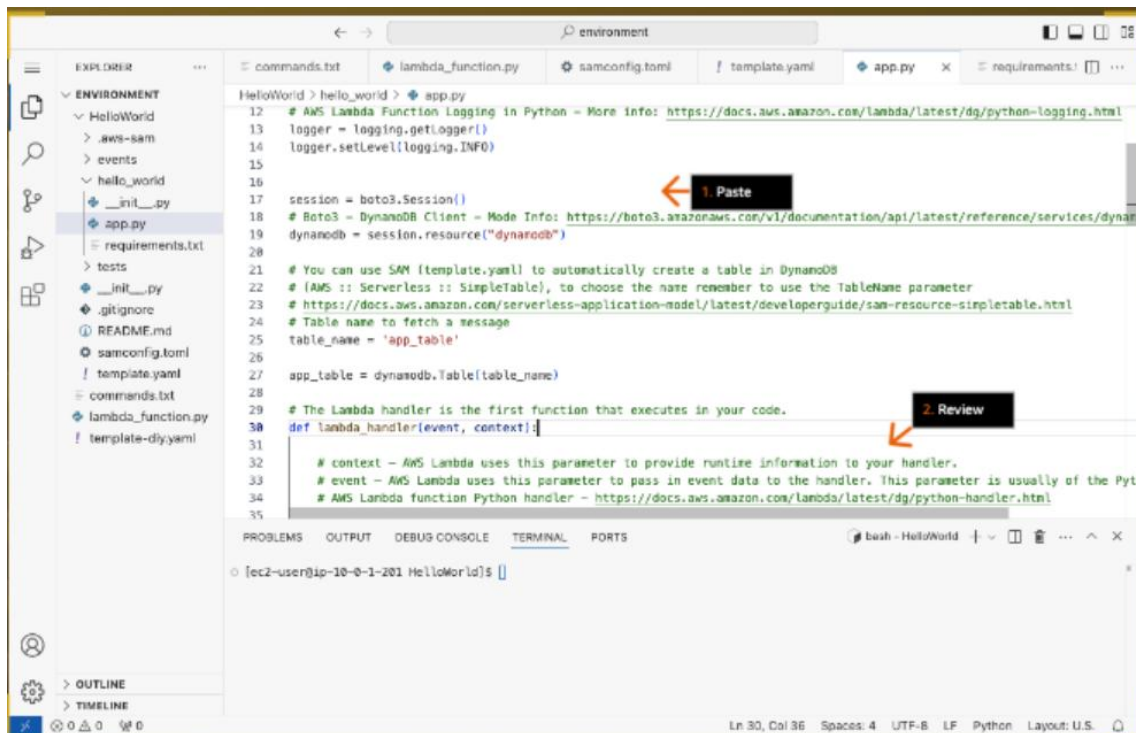 environment
EXPLORER
commands.txt
lambda_function.py
samconfig.toml
template.yaml
app.py
requirements.
ENVIRONMENT
HelloWorld
.aws-sam
events
hello_world
__init__.py
app.py
requirements.txt
tests
__init__.py
.gitignore
README.md
samconfig.toml
template.yaml
commands.txt
lambda_function.py
template-diy.yaml
OUTLINE
TIMELINE
HelloWorld > hello_world > app.py
12 # AWS Lambda Function Logging in Python - More info: https://docs.aws.amazon.com/lambda/latest/dg/python-logging.html
13 logger = logging.getLogger()
14 logger.setLevel(logging.INFO)
15
16
17 session = boto3.Session()
18 # Boto3 - DynamoDB Client - Mode Info: https://boto3.amazonaws.com/v1/documentation/api/latest/reference/services/dynam
19 dynamodb = session.resource("dynamodb")
20
21 # You can use SAM (template.yaml) to automatically create a table in DynamoDB
22 # (AWS :: Serverless :: SimpleTable), to choose the name remember to use the TableName parameter
23 # https://docs.aws.amazon.com/serverless-application-model/latest/developerguide/sam-resource-simpletable.html
24 # Table name to fetch a message
25 table_name = 'app_table'
26
27 app_table = dynamodb.Table(table_name)
28
29 # The Lambda handler is the first function that executes in your code.
30 def lambda_handler(event, context):
31
32 # context - AWS Lambda uses this parameter to provide runtime information to your handler.
33 # event - AWS Lambda uses this parameter to pass in event data to the handler. This parameter is usually of the Pyt
34 # AWS Lambda function Python handler - https://docs.aws.amazon.com/lambda/latest/dg/python-handler.html
35
1. Paste
2. Review
PROBLEMS OUTPUT DEBUG CONSOLE TERMINAL PORTS
bash - HelloWorld
[ec2-user@ip-10-0-1-201 HelloWorld]$
0 0 0
Ln 30, Col 36 Spaces: 4 UTF-8 LF Python Layout: U.S.